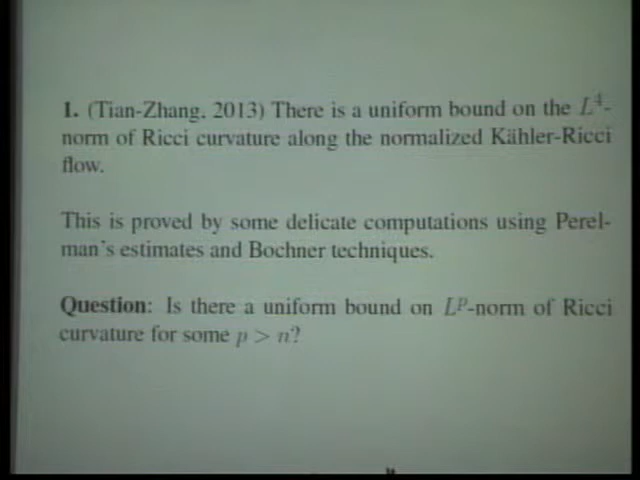 1. (Tian-Zhang, 2013) There is a uniform bound on the L⁴-
norm of Ricci curvature along the normalized Kähler-Ricci
flow.
This is proved by some delicate computations using Perel-
man's estimates and Bochner techniques.
Question: Is there a uniform bound on Lᵖ-norm of Ricci
curvature for some p > n?